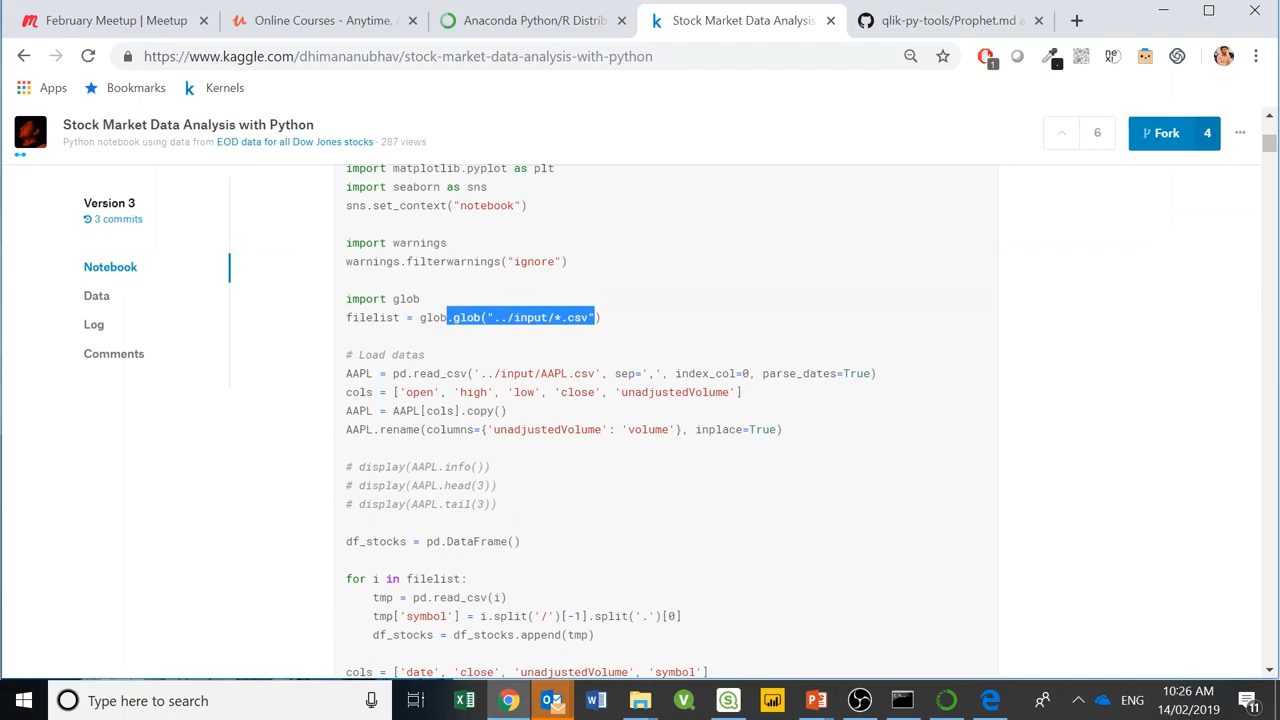 February Meetup | Meetup
Online Courses - Anytime, A
Anaconda Python/R Distrib
Stock Market Data Analysis
qlik-py-tools/Prophet.md a
https://www.kaggle.com/dhimananubhav/stock-market-data-analysis-with-python
1
Apps
Bookmarks
Kernels
Stock Market Data Analysis with Python
Python notebook using data from EOD data for all Dow Jones stocks · 287 views
6
Fork
4
Version 3
3 commits
Notebook
Data
Log
Comments
import matplotlib.pyplot as plt
import seaborn as sns
sns.set_context("notebook")
import warnings
warnings.filterwarnings("ignore")
import glob
filelist = glob.glob("../input/*.csv")
# Load datas
AAPL = pd.read_csv('../input/AAPL.csv', sep=',', index_col=0, parse_dates=True)
cols = ['open', 'high', 'low', 'close', 'unadjustedVolume']
AAPL = AAPL[cols].copy()
AAPL.rename(columns={'unadjustedVolume': 'volume'}, inplace=True)
# display(AAPL.info())
# display(AAPL.head(3))
# display(AAPL.tail(3))
df_stocks = pd.DataFrame()
for i in filelist:
tmp = pd.read_csv(i)
tmp['symbol'] = i.split('/')[-1].split('.')[0]
df_stocks = df_stocks.append(tmp)
cols = ['date', 'close', 'unadjustedVolume', 'symbol']
Type here to search
ENG
10:26 AM
14/02/2019
11